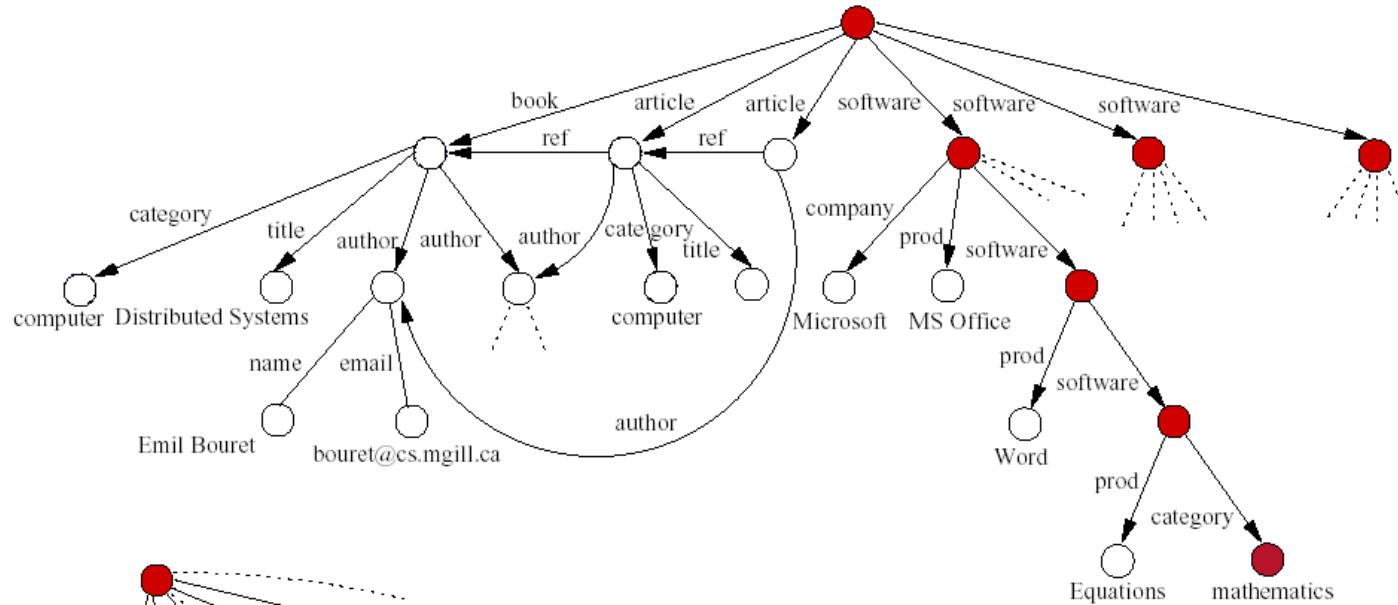 book
article
article
software
software
software
ref
ref
category
title
author
author
author
category
title
company
prod
software
computer
Distributed Systems
computer
Microsoft
MS Office
name
email
prod
software
author
Emil Bouret
bouret@cs.mgill.ca
Word
prod
category
Equations
mathematics